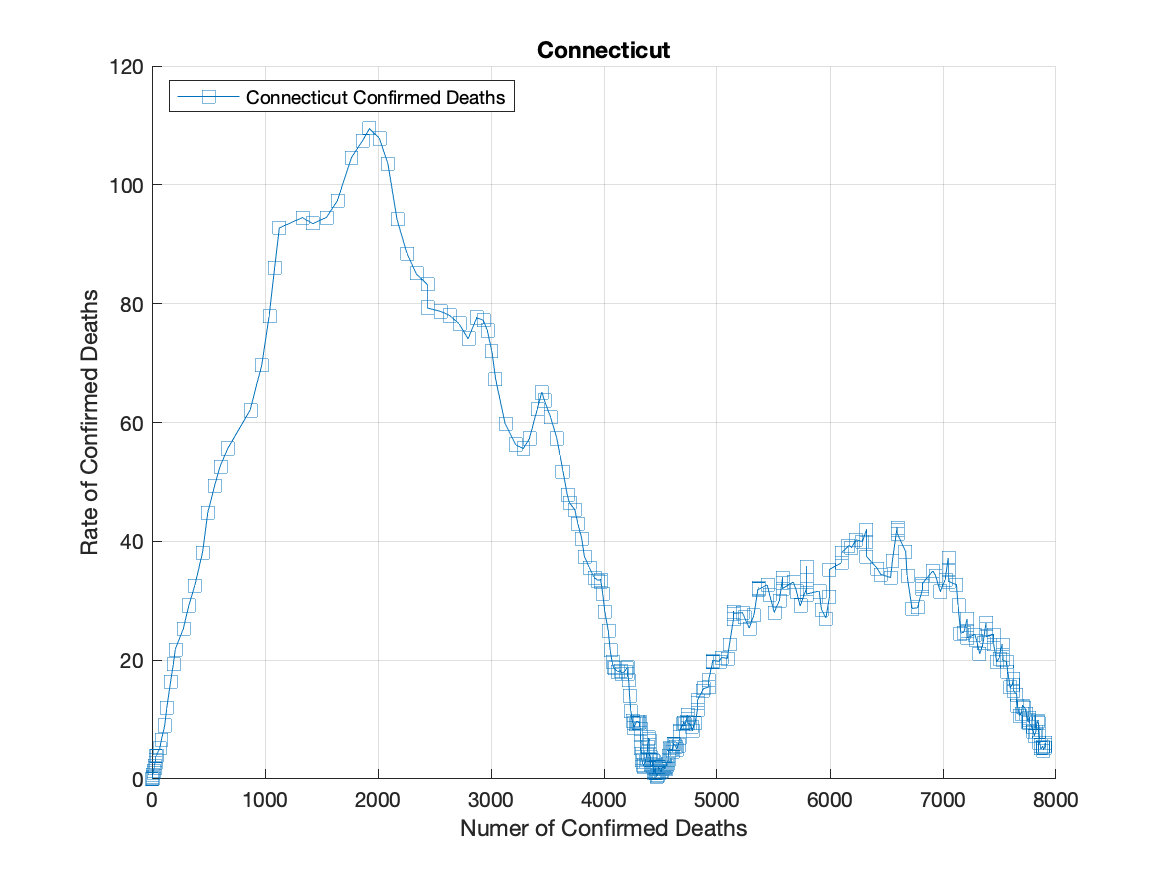 Connecticut
Connecticut Confirmed Deaths
120
100
80
60
40
20
0
Rate of Confirmed Deaths
0 1000 2000 3000 4000 5000 6000 7000 8000
Numer of Confirmed Deaths